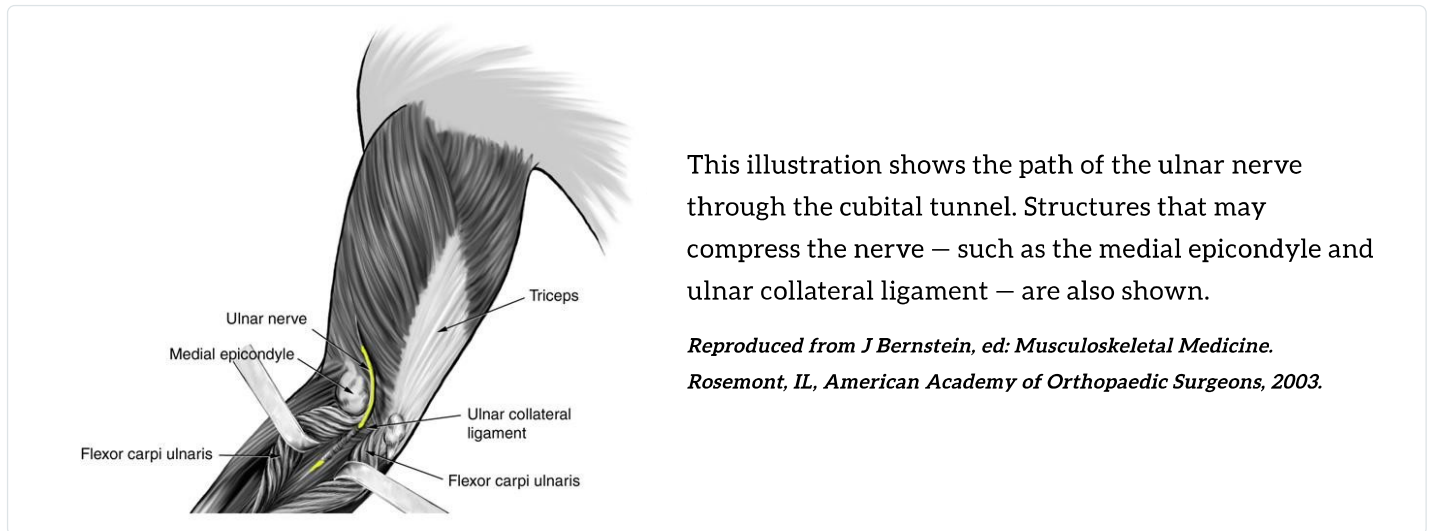 Triceps
Ulnar nerve
Medial epicondyle
Ulnar collateral
ligament
Flexor carpi ulnaris
Flexor carpi ulnaris
This illustration shows the path of the ulnar nerve
through the cubital tunnel. Structures that may
compress the nerve — such as the medial epicondyle and
ulnar collateral ligament — are also shown.
Reproduced from J Bernstein, ed: Musculoskeletal Medicine.
Rosemont, IL, American Academy of Orthopaedic Surgeons, 2003.